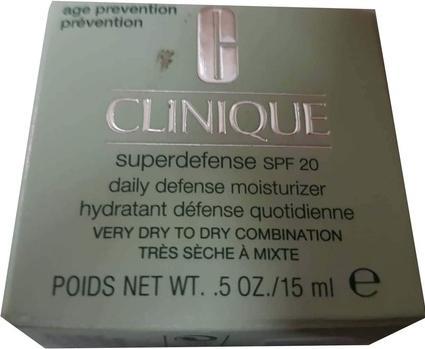 age prevention
prévention
CLINIQUE
superdefense SPF 20
daily defense moisturizer
hydratant défense quotidienne
VERY DRY TO DRY COMBINATION
TRÈS SÈCHE À MIXTE
POIDS NET WT. .5 OZ./15 ml e